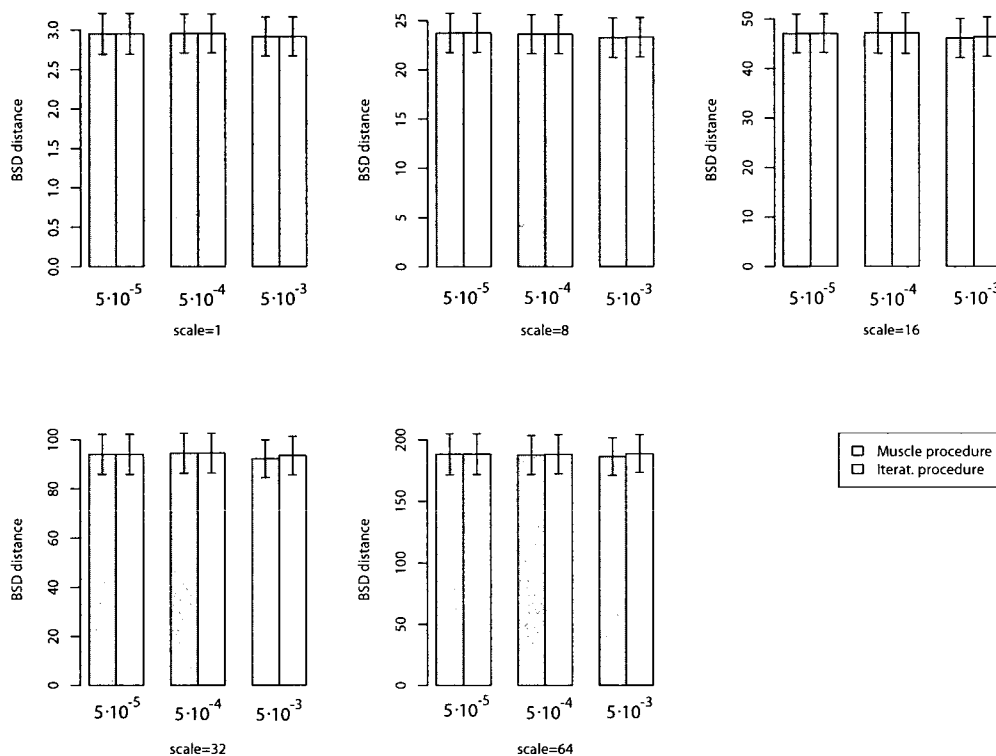 BSD distance
0.0 0.5 1.0 1.5 2.0 2.5 3.0
5·10-5 5·10-4 5·10-3
scale=1
BSD distance
0 5 10 15 20 25
5·10-5 5·10-4 5·10-3
scale=8
BSD distance
0 10 20 30 40 50
5·10-5 5·10-4 5·10-3
scale=16
BSD distance
0 20 40 60 80 100
5·10-5 5·10-4 5·10-3
scale=32
BSD distance
0 50 100 150 200
5·10-5 5·10-4 5·10-3
scale=64
Muscle procedure
Iterat. procedure